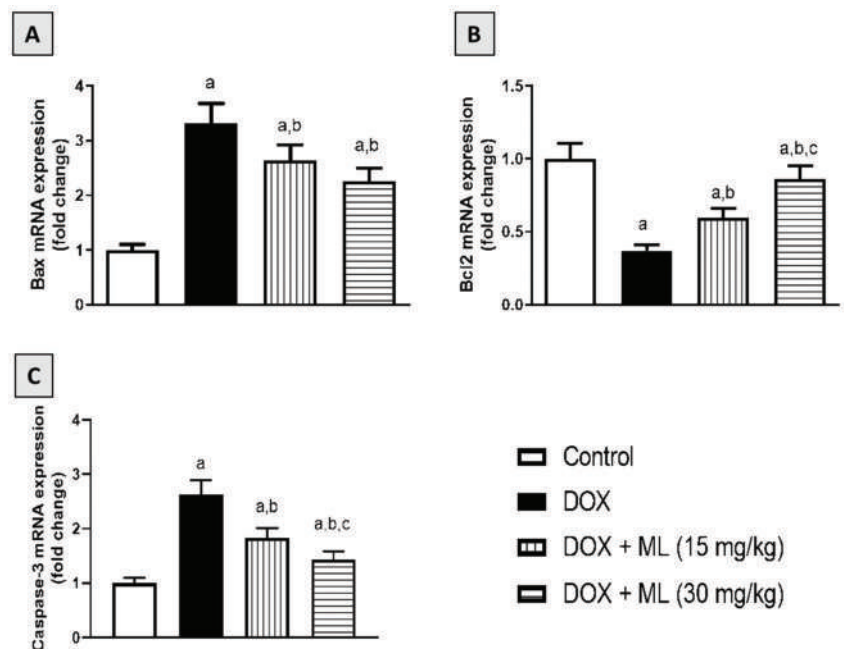 A
Bax mRNA expression
(fold change)
4
3
2
1
0
a
a,b
a,b
B
Bcl2 mRNA expression
(fold change)
1.5
1.0
0.5
0.0
a
a,b
a,b,c
C
Caspase-3 mRNA expression
(fold change)
4
3
2
1
0
a
a,b
a,b,c
Control
DOX
DOX + ML (15 mg/kg)
DOX + ML (30 mg/kg)